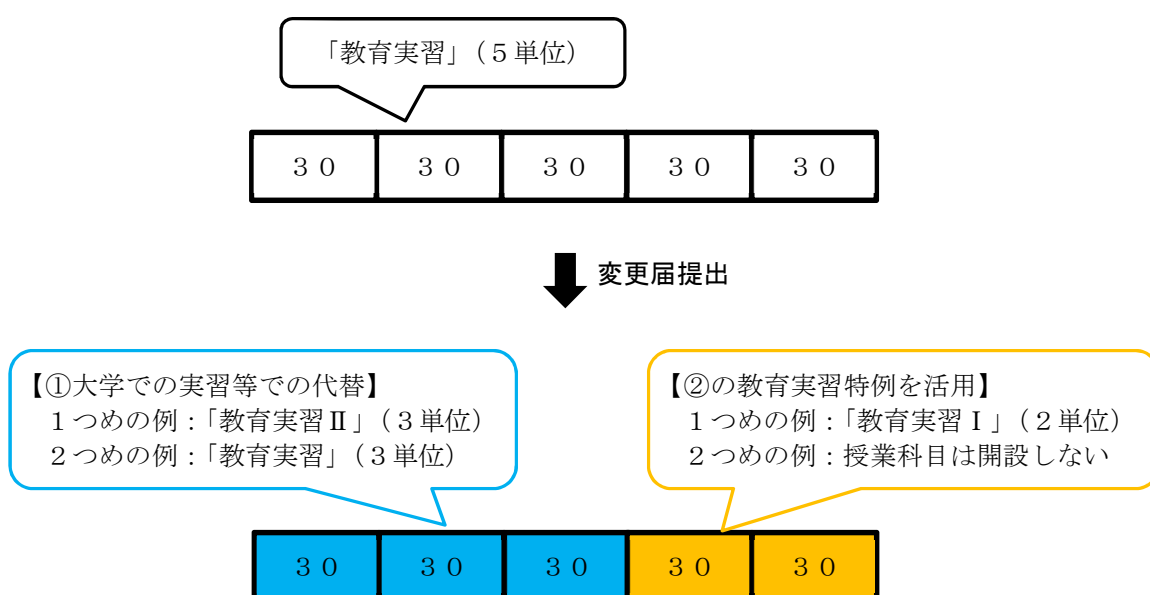 「教育実習」(５単位)
３０ ３０ ３０ ３０ ３０
変更届提出
【①大学での実習等での代替】
１つめの例：「教育実習Ⅱ」(３単位)
２つめの例：「教育実習」(３単位)
【②の教育実習特例を活用】
１つめの例：「教育実習Ⅰ」(２単位)
２つめの例：授業科目は開設しない
３０ ３０ ３０ ３０ ３０